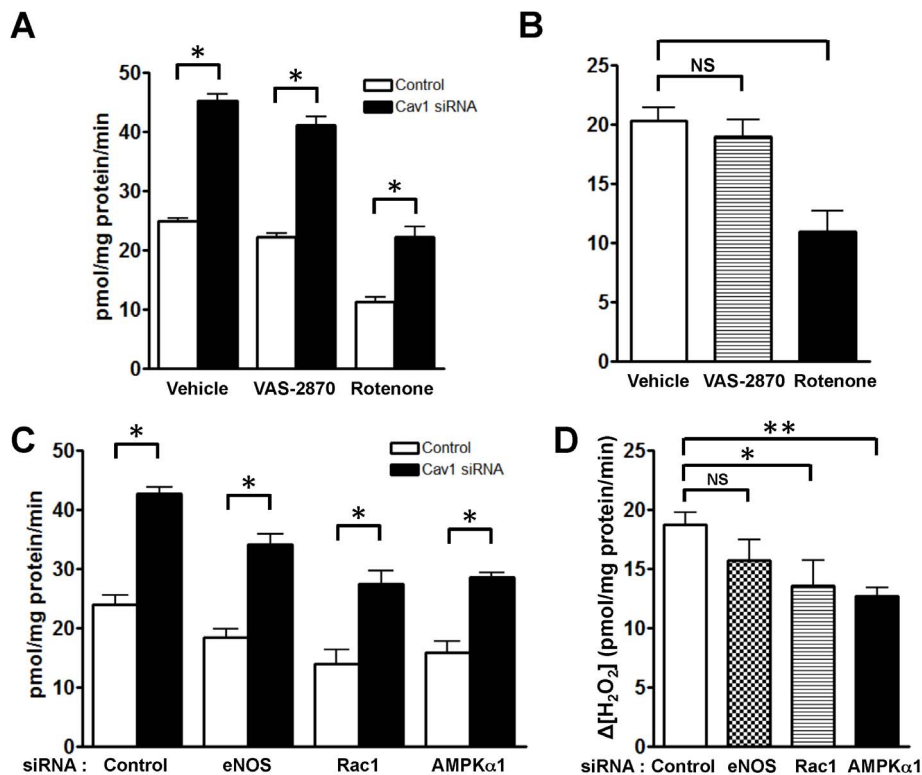 A
pmol/mg protein/min
50
40
30
20
10
0
*
*
*
Control
Cav1 siRNA
Vehicle VAS-2870 Rotenone
B
25
20
15
10
5
0
NS
Vehicle VAS-2870 Rotenone
C
pmol/mg protein/min
50
40
30
20
10
0
*
*
*
*
Control
Cav1 siRNA
siRNA : Control eNOS Rac1 AMPKα1
D
Δ[H₂O₂] (pmol/mg protein/min)
25
20
15
10
5
0
**
*
NS
siRNA : Control eNOS Rac1 AMPKα1